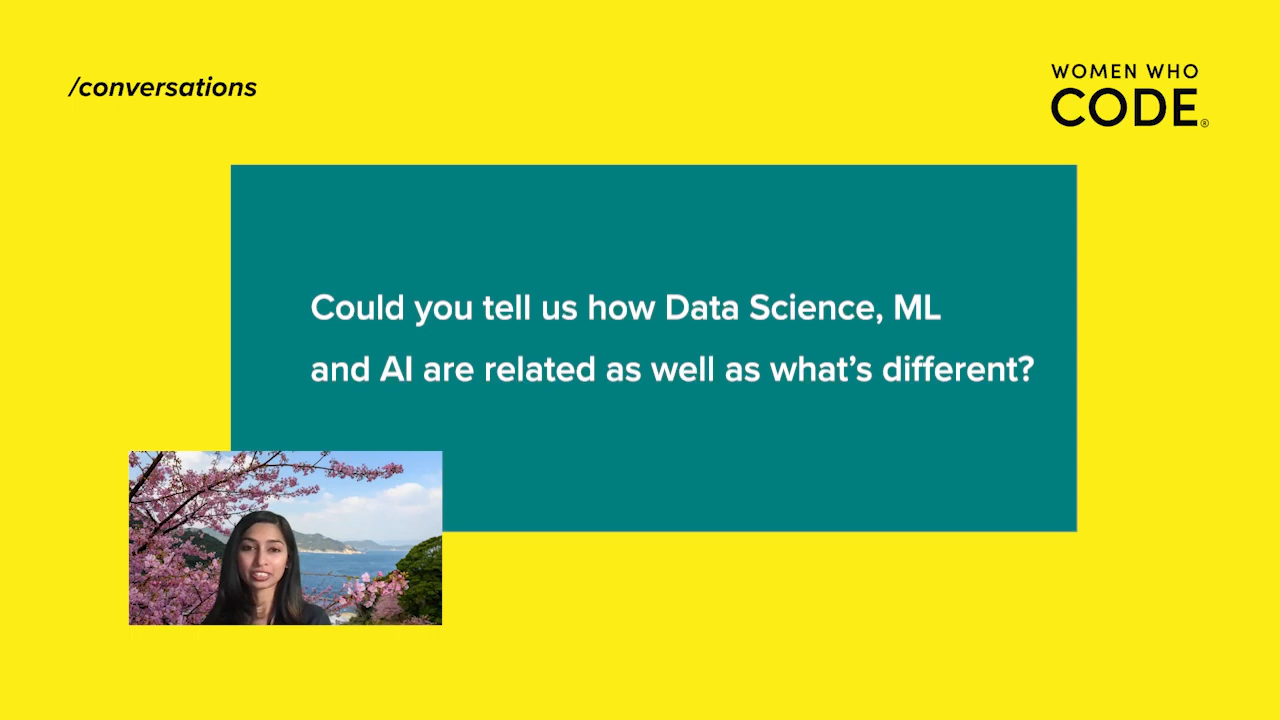 /conversations
WOMEN WHO
CODE®
Could you tell us how Data Science, ML
and AI are related as well as what’s different?